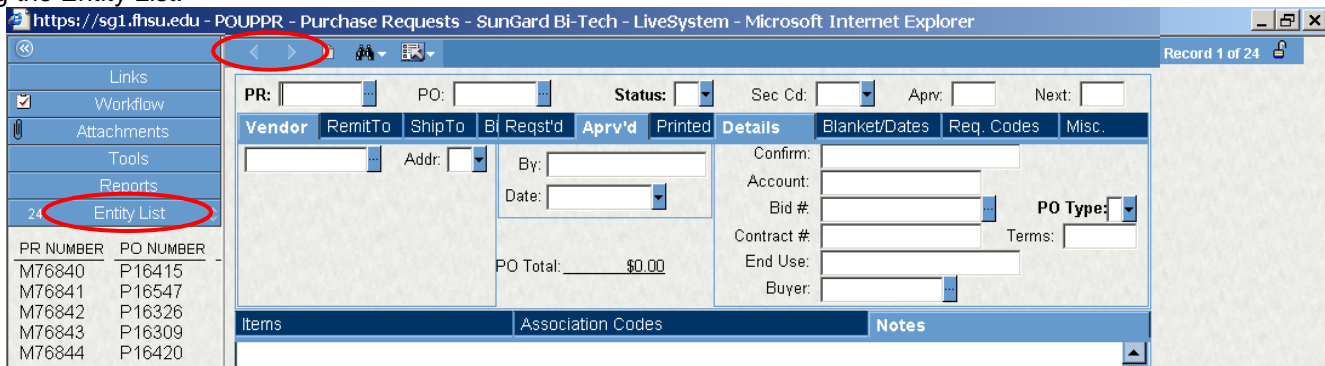 g the Entity List.
https://sg1.fhsu.edu - POUPPR - Purchase Requests - SunGard Bi-Tech - LiveSystem - Microsoft Internet Explorer
Record 1 of 24
Links
Workflow
Attachments
Tools
Reports
24 Entity List
PR NUMBER PO NUMBER
M76840 P16415
M76841 P16547
M76842 P16326
M76843 P16309
M76844 P16420
PR: PO: Status: Sec Cd: Aprv: Next:
Vendor RemitTo ShipTo Bi Reqst'd Aprv'd Printed Details Blanket/Dates Req. Codes Misc.
Addr: By: Confirm:
Date: Account:
Bid #: PO Type:
Contract #: Terms:
PO Total: $0.00 End Use:
Buyer:
Items Association Codes Notes